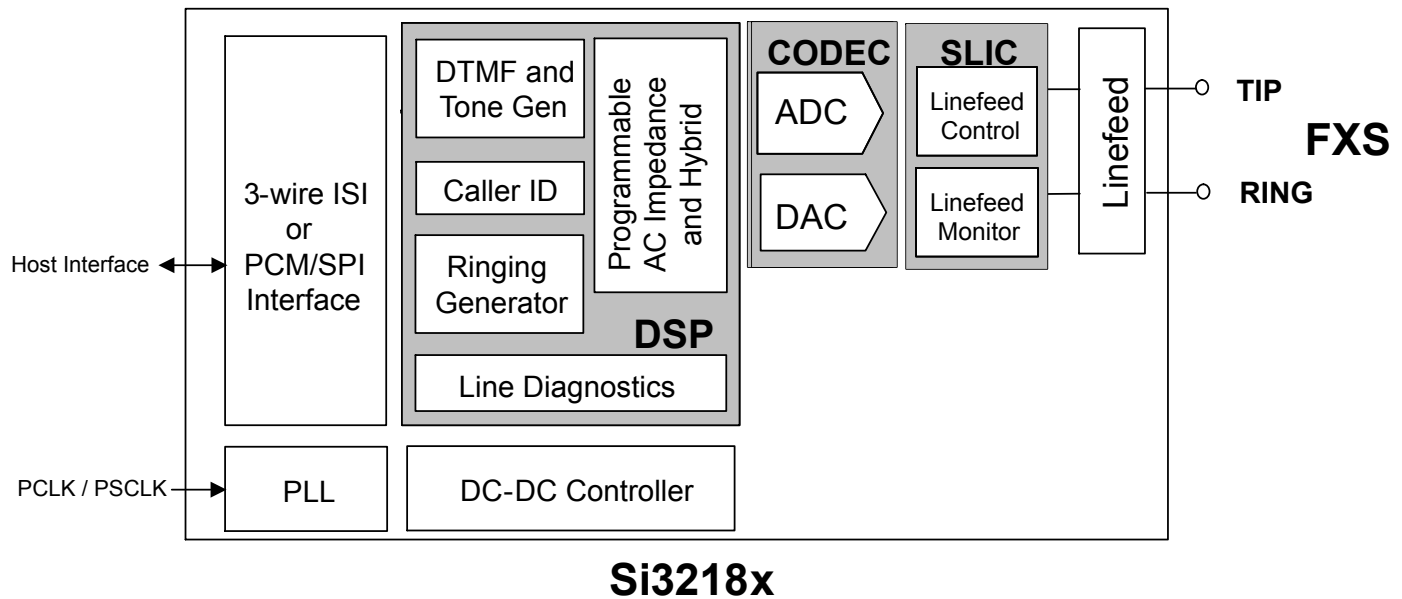 Host Interface
PCLK / PSCLK
3-wire ISI
or
PCM/SPI
Interface
PLL
DTMF and
Tone Gen
Caller ID
Ringing
Generator
Programmable
AC Impedance
and Hybrid
DSP
Line Diagnostics
DC-DC Controller
CODEC
ADC
DAC
SLIC
Linefeed
Control
Linefeed
Monitor
Linefeed
TIP
FXS
RING
Si3218x